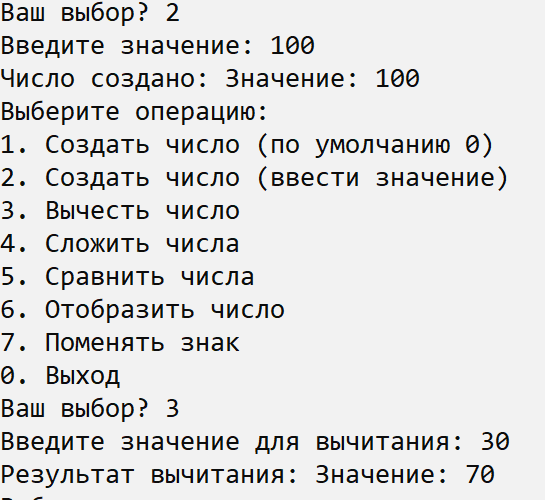 Ваш выбор? 2
Введите значение: 100
Число создано: Значение: 100
Выберите операцию:
1. Создать число (по умолчанию 0)
2. Создать число (ввести значение)
3. Вычесть число
4. Сложить числа
5. Сравнить числа
6. Отобразить число
7. Поменять знак
0. Выход
Ваш выбор? 3
Введите значение для вычитания: 30
Результат вычитания: Значение: 70